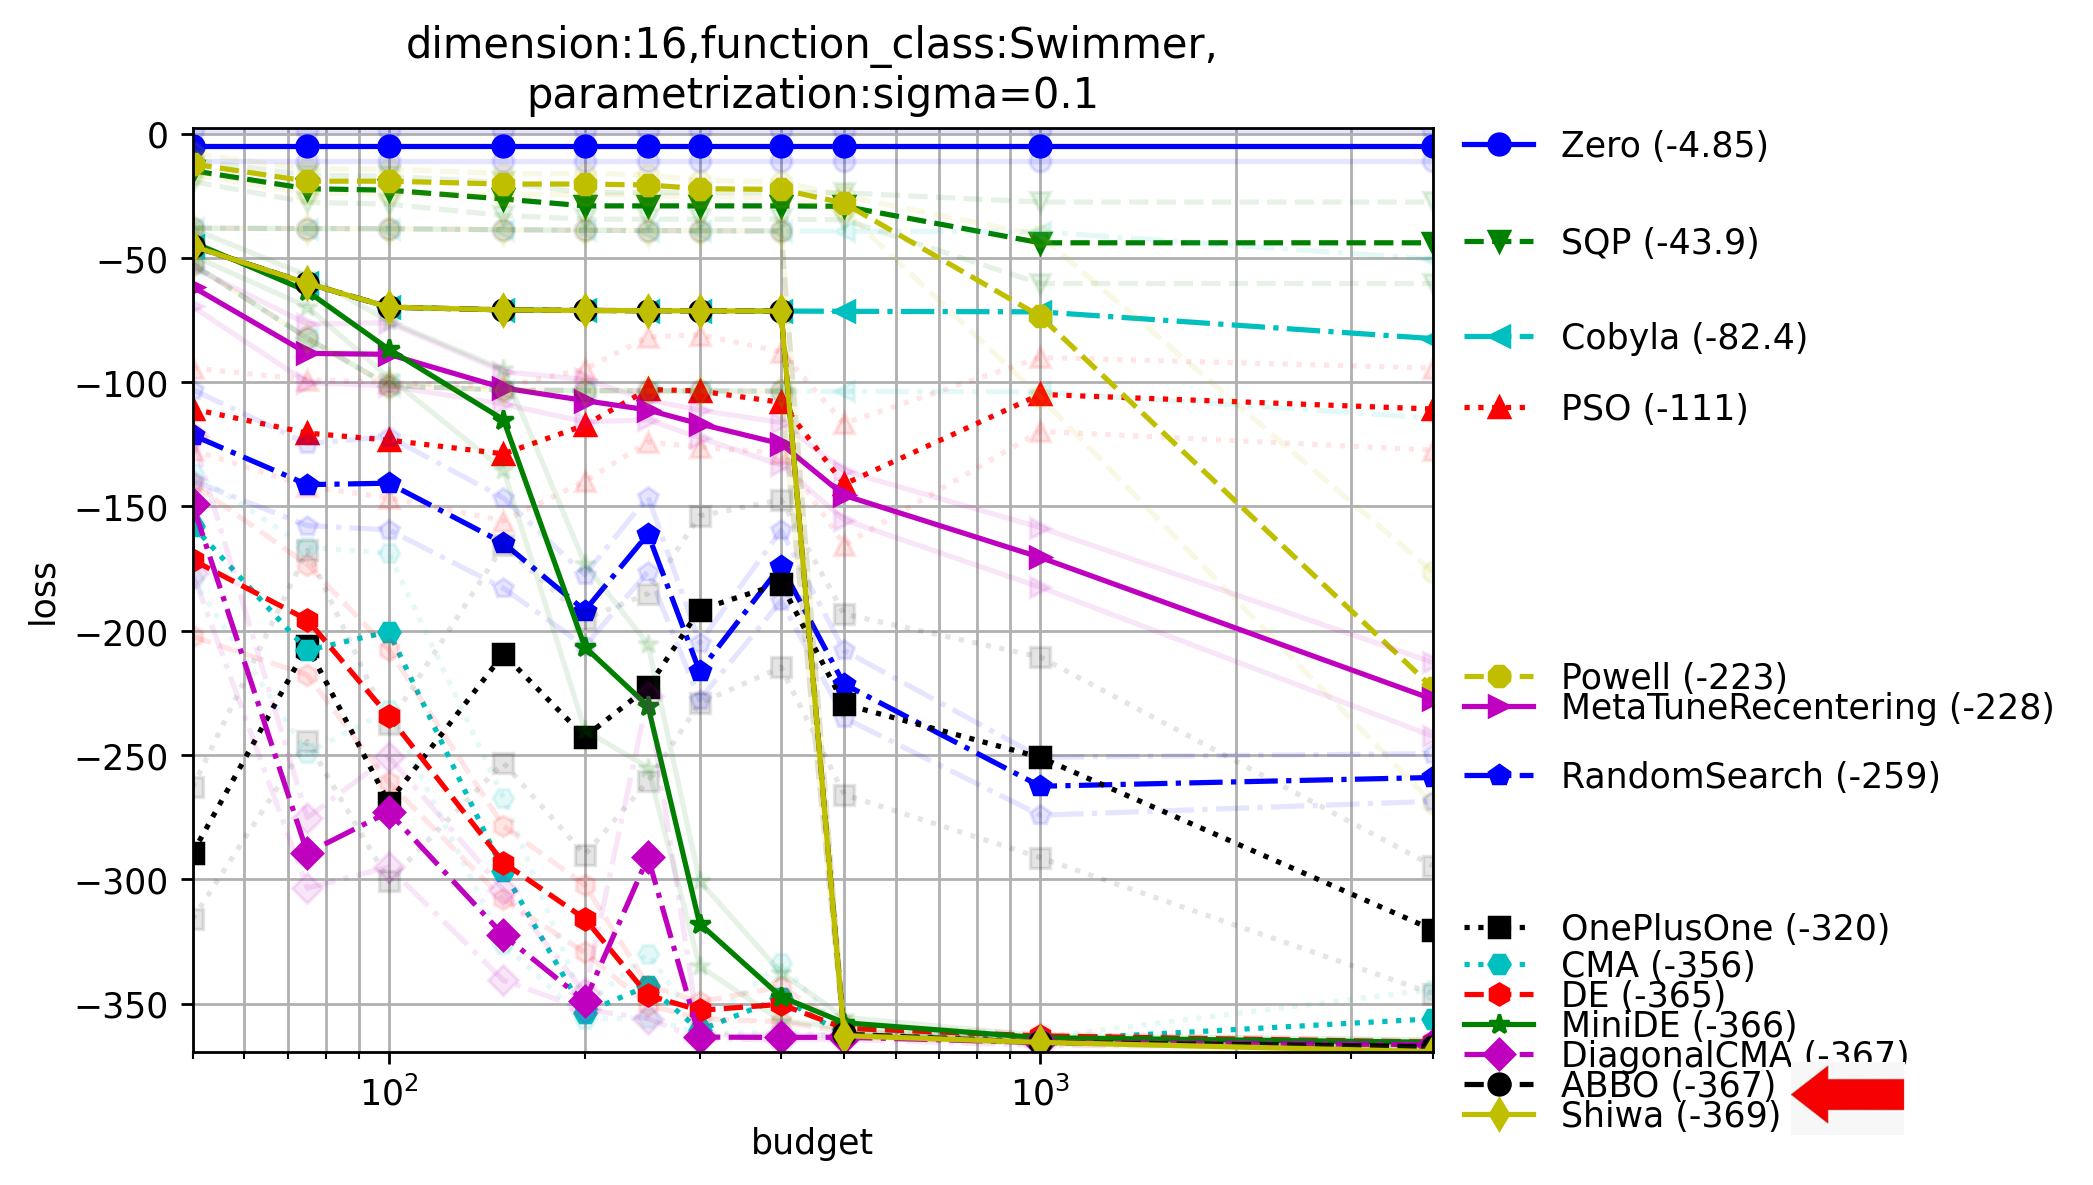 dimension:16,function_class:Swimmer,
parametrization:sigma=0.1
0
−50
−100
−150
−200
−250
−300
−350
loss
10²
10³
budget
Zero (-4.85)
SQP (-43.9)
Cobyla (-82.4)
PSO (-111)
Powell (-223)
MetaTuneRecentering (-228)
RandomSearch (-259)
OnePlusOne (-320)
CMA (-356)
DE (-365)
MiniDE (-366)
DiagonalCMA (-367)
ABBO (-367)
Shiwa (-369)